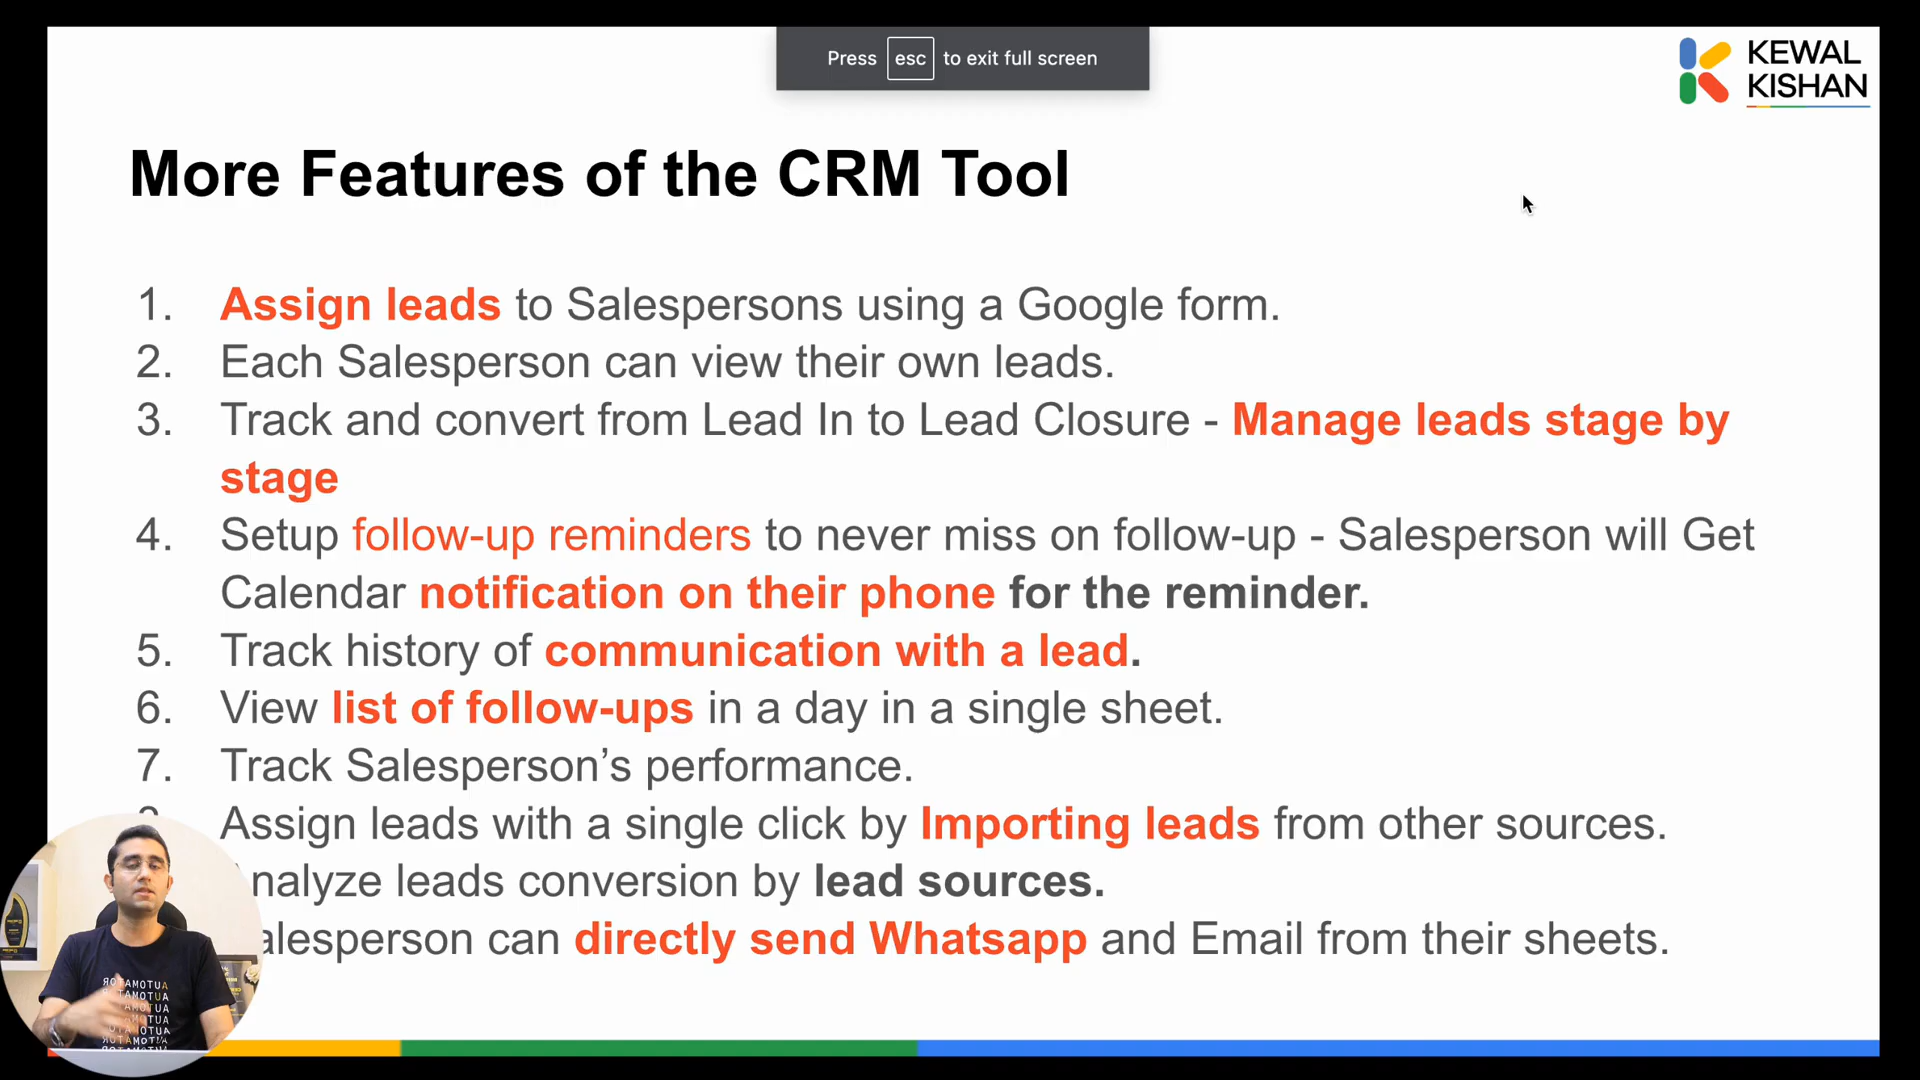 Press esc to exit full screen
KEWAL
KISHAN
More Features of the CRM Tool
1. Assign leads to Salespersons using a Google form.
2. Each Salesperson can view their own leads.
3. Track and convert from Lead In to Lead Closure - Manage leads stage by
stage
4. Setup follow-up reminders to never miss on follow-up - Salesperson will Get
Calendar notification on their phone for the reminder.
5. Track history of communication with a lead.
6. View list of follow-ups in a day in a single sheet.
7. Track Salesperson’s performance.
Assign leads with a single click by Importing leads from other sources.
nalyze leads conversion by lead sources.
alesperson can directly send Whatsapp and Email from their sheets.